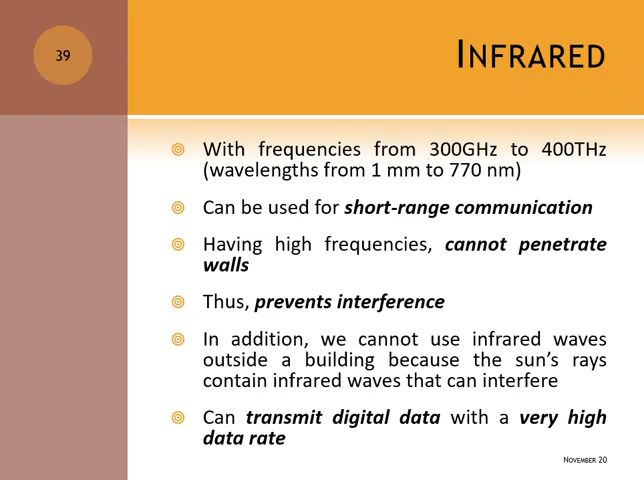 39
INFRARED
With frequencies from 300GHz to 400THz
(wavelengths from 1 mm to 770 nm)
Can be used for short-range communication
Having high frequencies, cannot penetrate
walls
Thus, prevents interference
In addition, we cannot use infrared waves
outside a building because the sun's rays
contain infrared waves that can interfere
Can transmit digital data with a very high
data rate
NOVEMBER 20